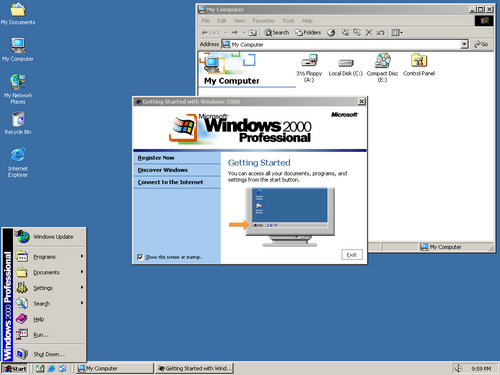 My Documents
My Computer
My Network
Places
Recycle Bin
Internet
Explorer
My Computer
File Edit View Favorites Tools Help
Back
Search
Folders
Address
My Computer
Go
My Computer
3½ Floppy
(A:)
Local Disk (C:)
Compact Disc
(E:)
Control Panel
My Computer
Getting Started with Windows 2000
Microsoft
Windows 2000
Professional
Microsoft
Register Now
Discover Windows
Connect to the Internet
Getting Started
You can access all your documents, programs, and
settings from the start button.
Show this screen at startup.
Exit
Windows 2000 Professional
Windows Update
Programs
Documents
Settings
Search
Help
Run...
Shut Down...
Start
My Computer
Getting Started with Wind...
9:59 PM